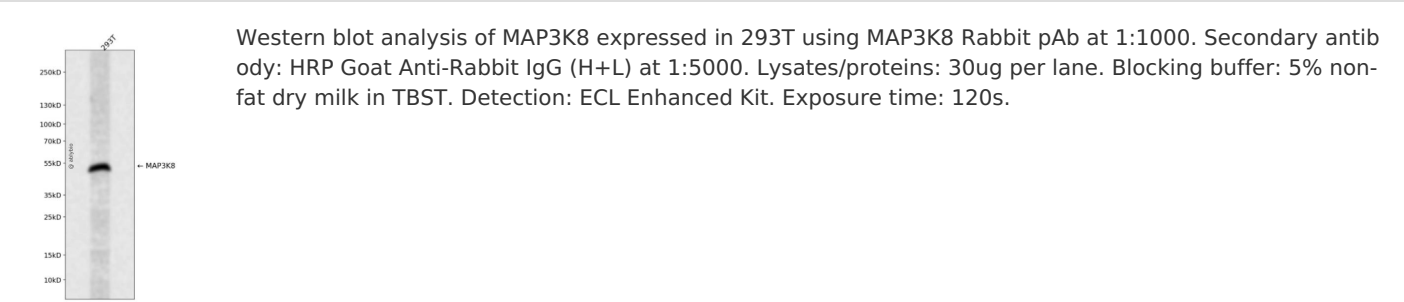 293T
Western blot analysis of MAP3K8 expressed in 293T using MAP3K8 Rabbit pAb at 1:1000. Secondary antib
ody: HRP Goat Anti-Rabbit IgG (H+L) at 1:5000. Lysates/proteins: 30ug per lane. Blocking buffer: 5% non-
fat dry milk in TBST. Detection: ECL Enhanced Kit. Exposure time: 120s.
250kD
130kD
100kD
70kD
55kD
← MAP3K8
35kD
25kD
15kD
10kD